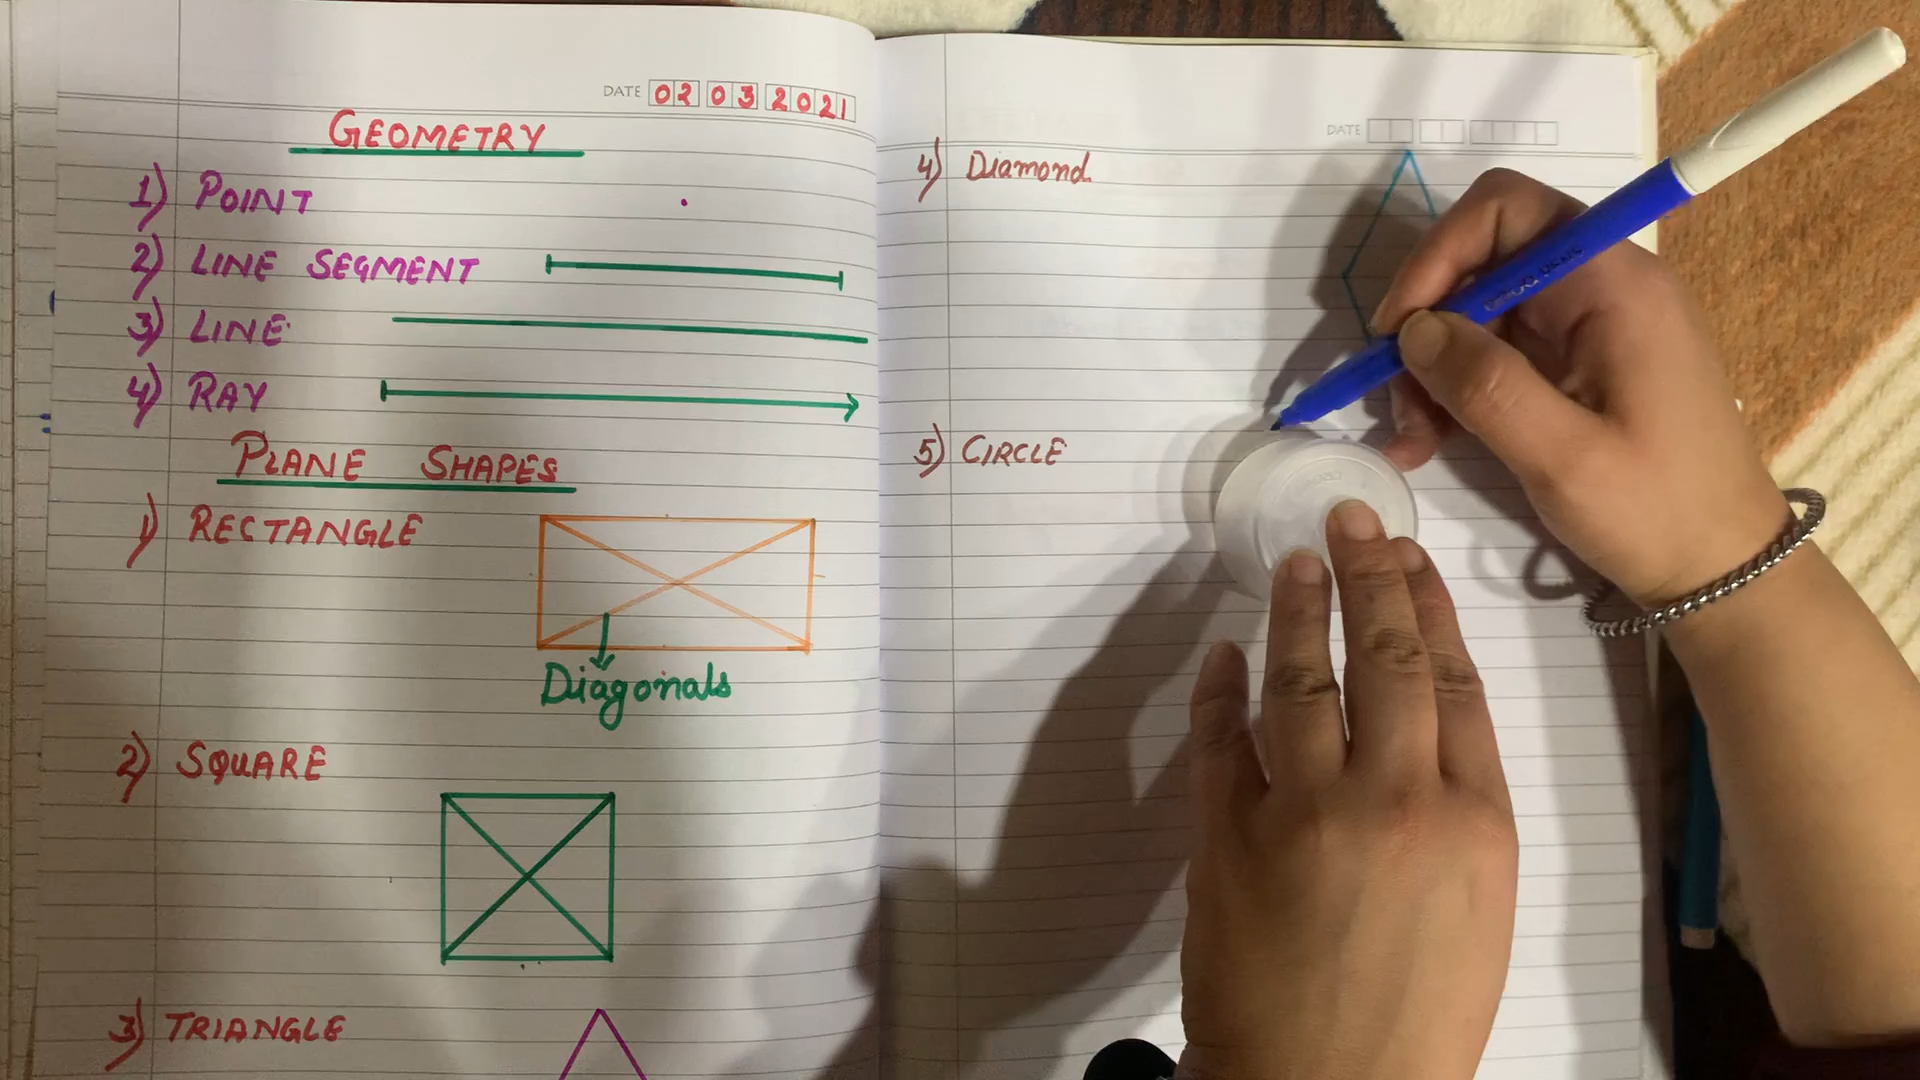 DATE 02 03 2021
GEOMETRY
1) POINT
2) LINE SEGMENT
3) LINE
4) RAY
PLANE SHAPES
1) RECTANGLE
Diagonals
2) SQUARE
3) TRIANGLE
DATE
4) Diamond
5) CIRCLE